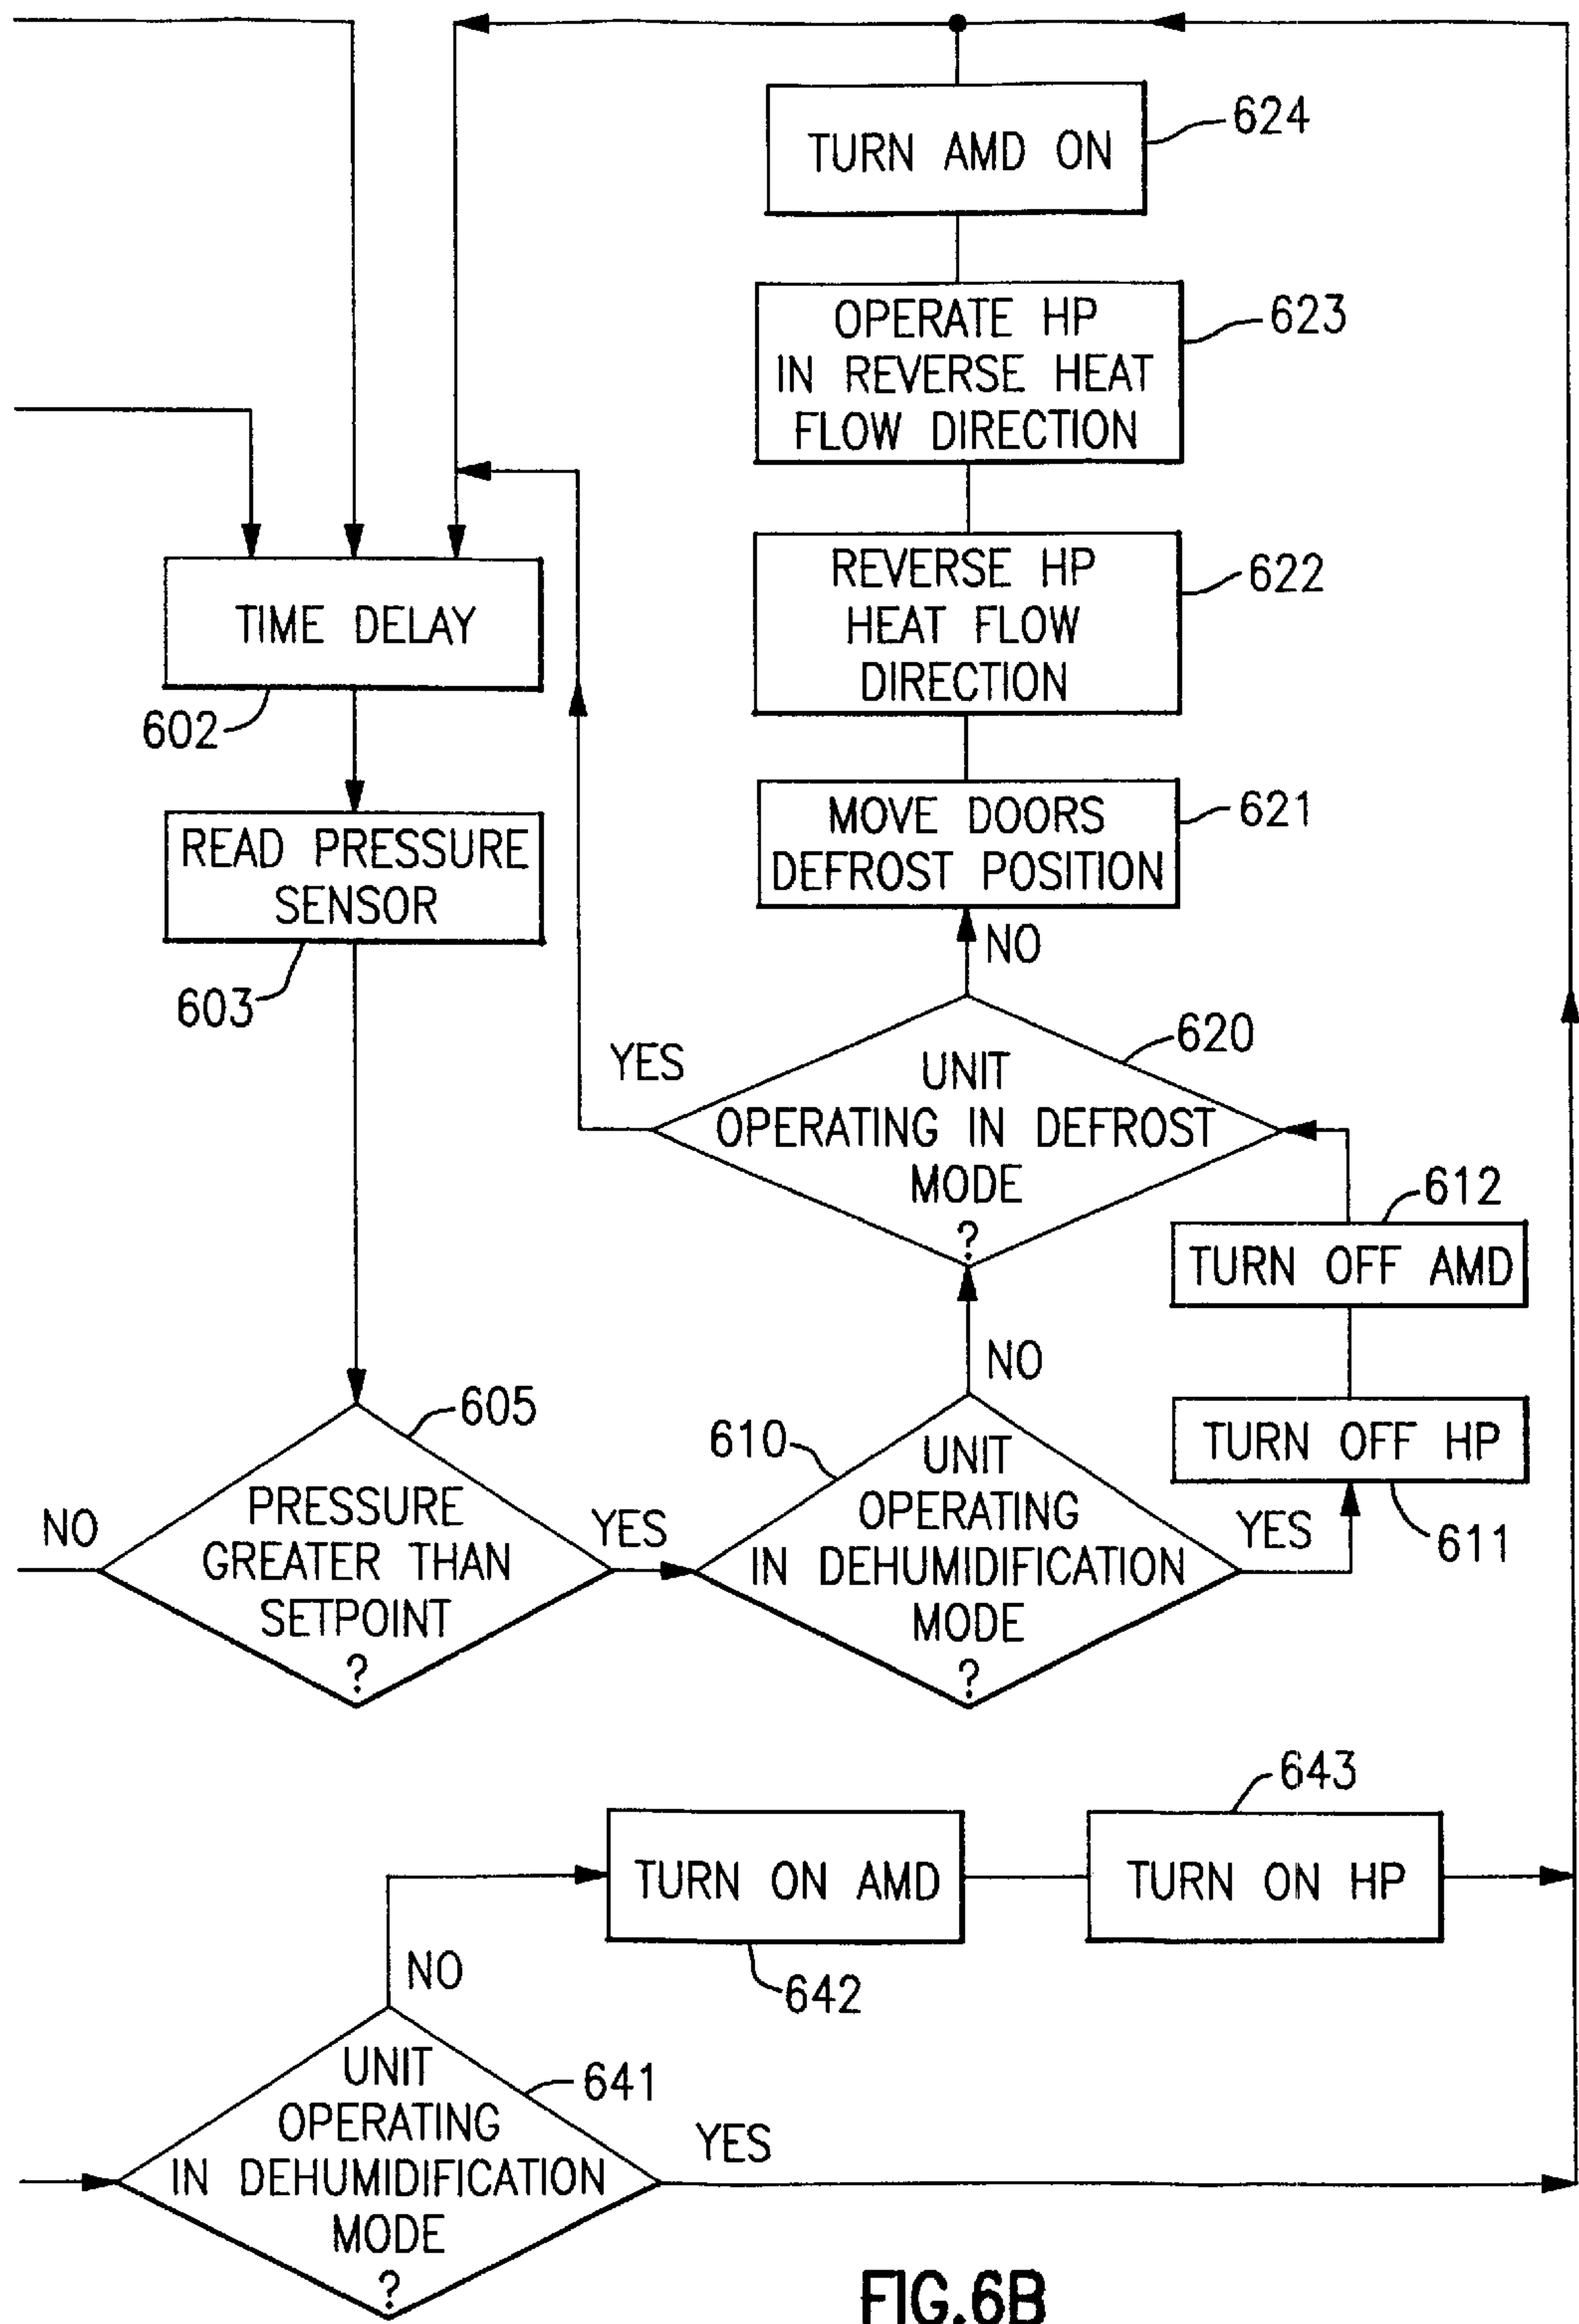 TURN AMD ON
624
OPERATE HP
IN REVERSE HEAT
FLOW DIRECTION
623
REVERSE HP
HEAT FLOW
DIRECTION
622
TIME DELAY
602
MOVE DOORS
DEFROST POSITION
621
READ PRESSURE
SENSOR
603
NO
YES
UNIT
OPERATING IN DEFROST
MODE
?
620
612
TURN OFF AMD
NO
TURN OFF HP
611
605
NO
PRESSURE
GREATER THAN
SETPOINT
?
YES
610
UNIT
OPERATING
IN DEHUMIDIFICATION
MODE
?
YES
643
TURN ON AMD
TURN ON HP
642
NO
UNIT
OPERATING
IN DEHUMIDIFICATION
MODE
?
641
YES
FIG.6B